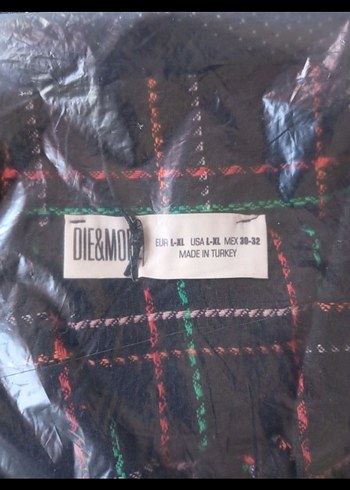 DIE&MOR
EUR L-XL USA L-XL MEX 30-32
MADE IN TURKEY